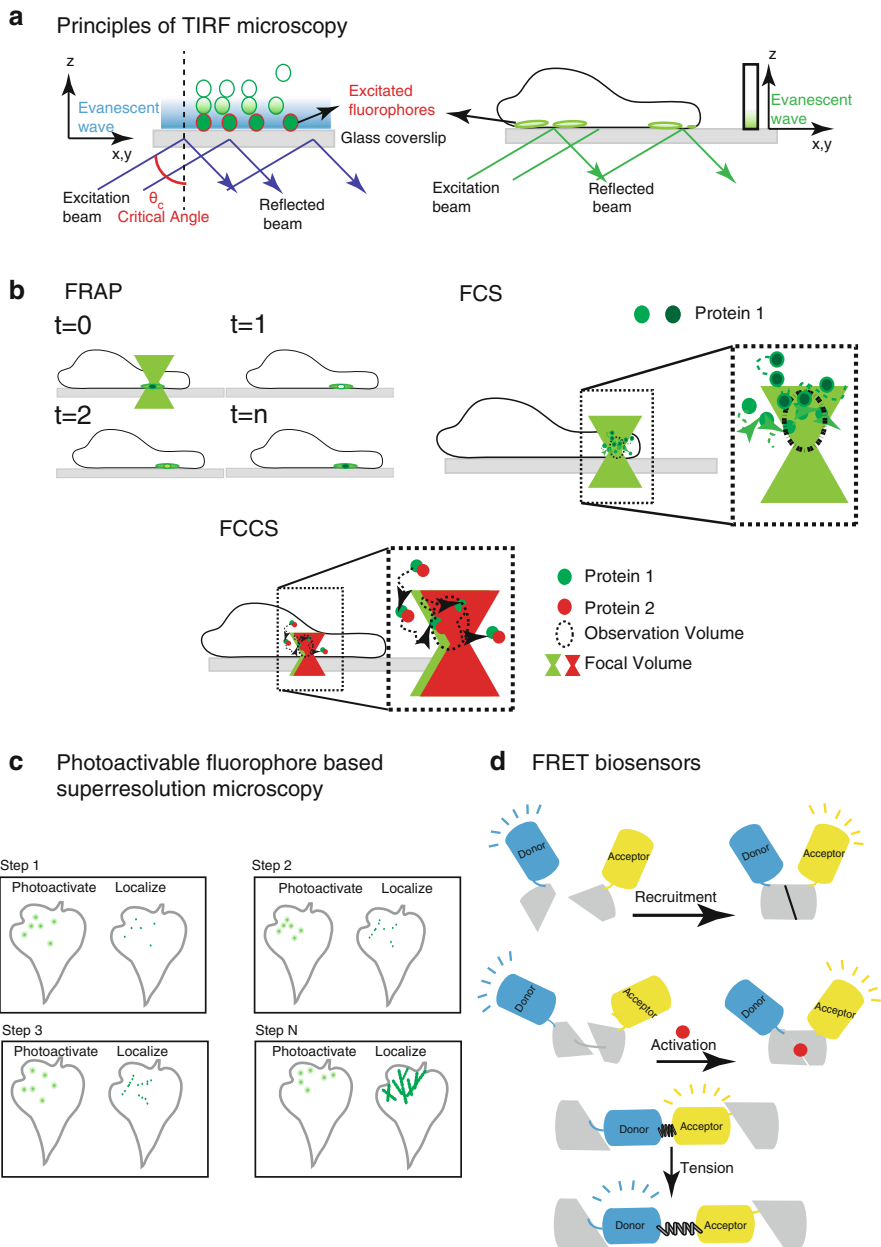 a Principles of TIRF microscopy
z
Evanescent
wave
x,y
Excitated
fluorophores
Glass coverslip
Excitation
beam
θc
Critical Angle
Reflected
beam
z
Evanescent
wave
x,y
Excitation
beam
Reflected
beam
b FRAP
t=0
t=1
t=2
t=n
FCS
Protein 1
FCCS
Protein 1
Protein 2
Observation Volume
Focal Volume
c Photoactivable fluorophore based
superresolution microscopy
Step 1
Photoactivate Localize
Step 2
Photoactivate Localize
Step 3
Photoactivate Localize
Step N
Photoactivate Localize
d FRET biosensors
Donor
Acceptor
Recruitment
Donor
Acceptor
Donor
Acceptor
Activation
Donor
Acceptor
Donor
Acceptor
Tension
Donor
Acceptor